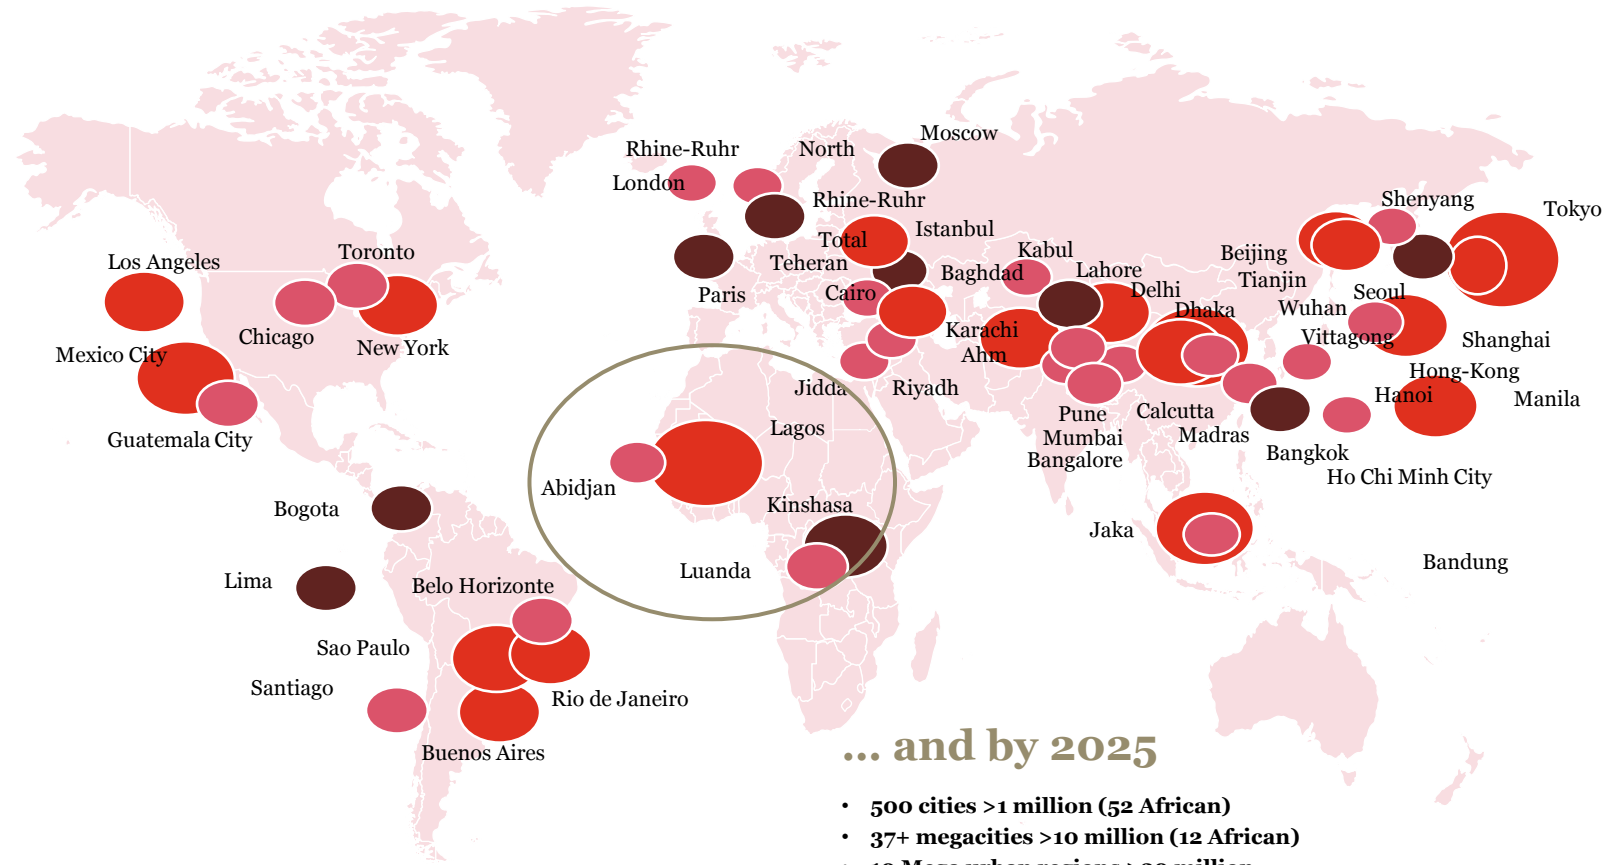 Moscow
Rhine-Ruhr
North
London
Rhine-Ruhr
Shenyang
Tokyo
Total
Istanbul
Toronto
Kabul
Beijing
Los Angeles
Teheran
Baghdad
Lahore
Tianjin
Paris
Cairo
Delhi
Seoul
Wuhan
Dhaka
Chicago
New York
Karachi
Vittagong
Shanghai
Mexico City
Ahm
Hong-Kong
Jidda
Riyadh
Hanoi
Manila
Guatemala City
Pune
Calcutta
Mumbai
Madras
Lagos
Bangalore
Bangkok
Abidjan
Ho Chi Minh City
Bogota
Kinshasa
Jaka
Luanda
Bandung
Lima
Belo Horizonte
Sao Paulo
Santiago
Rio de Janeiro
Buenos Aires
... and by 2025
• 500 cities >1 million (52 African)
• 37+ megacities >10 million (12 African)